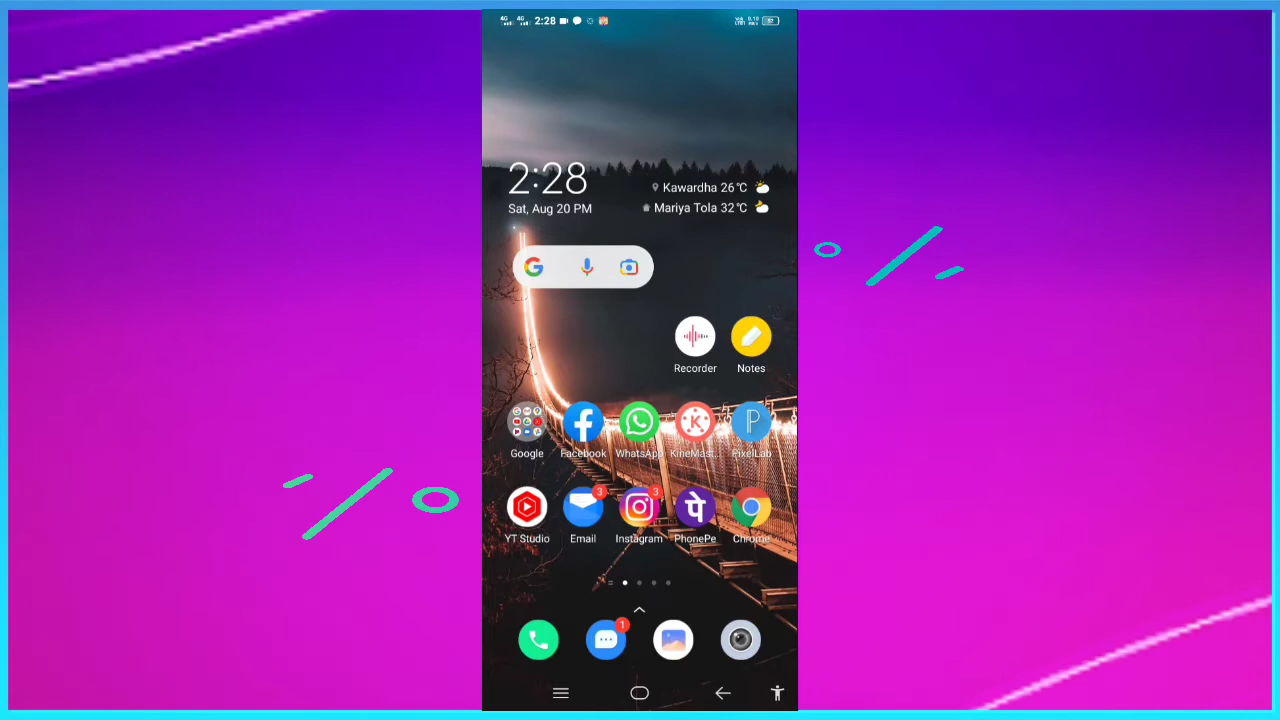 2:28
2:28
Sat, Aug 20 PM
Kawardha 26°C
Mariya Tola 32°C
Recorder
Notes
Google
Facebook
WhatsApp
KineMast..
PixelLab
3
3
YT Studio
Email
Instagram
PhonePe
Chrome
1